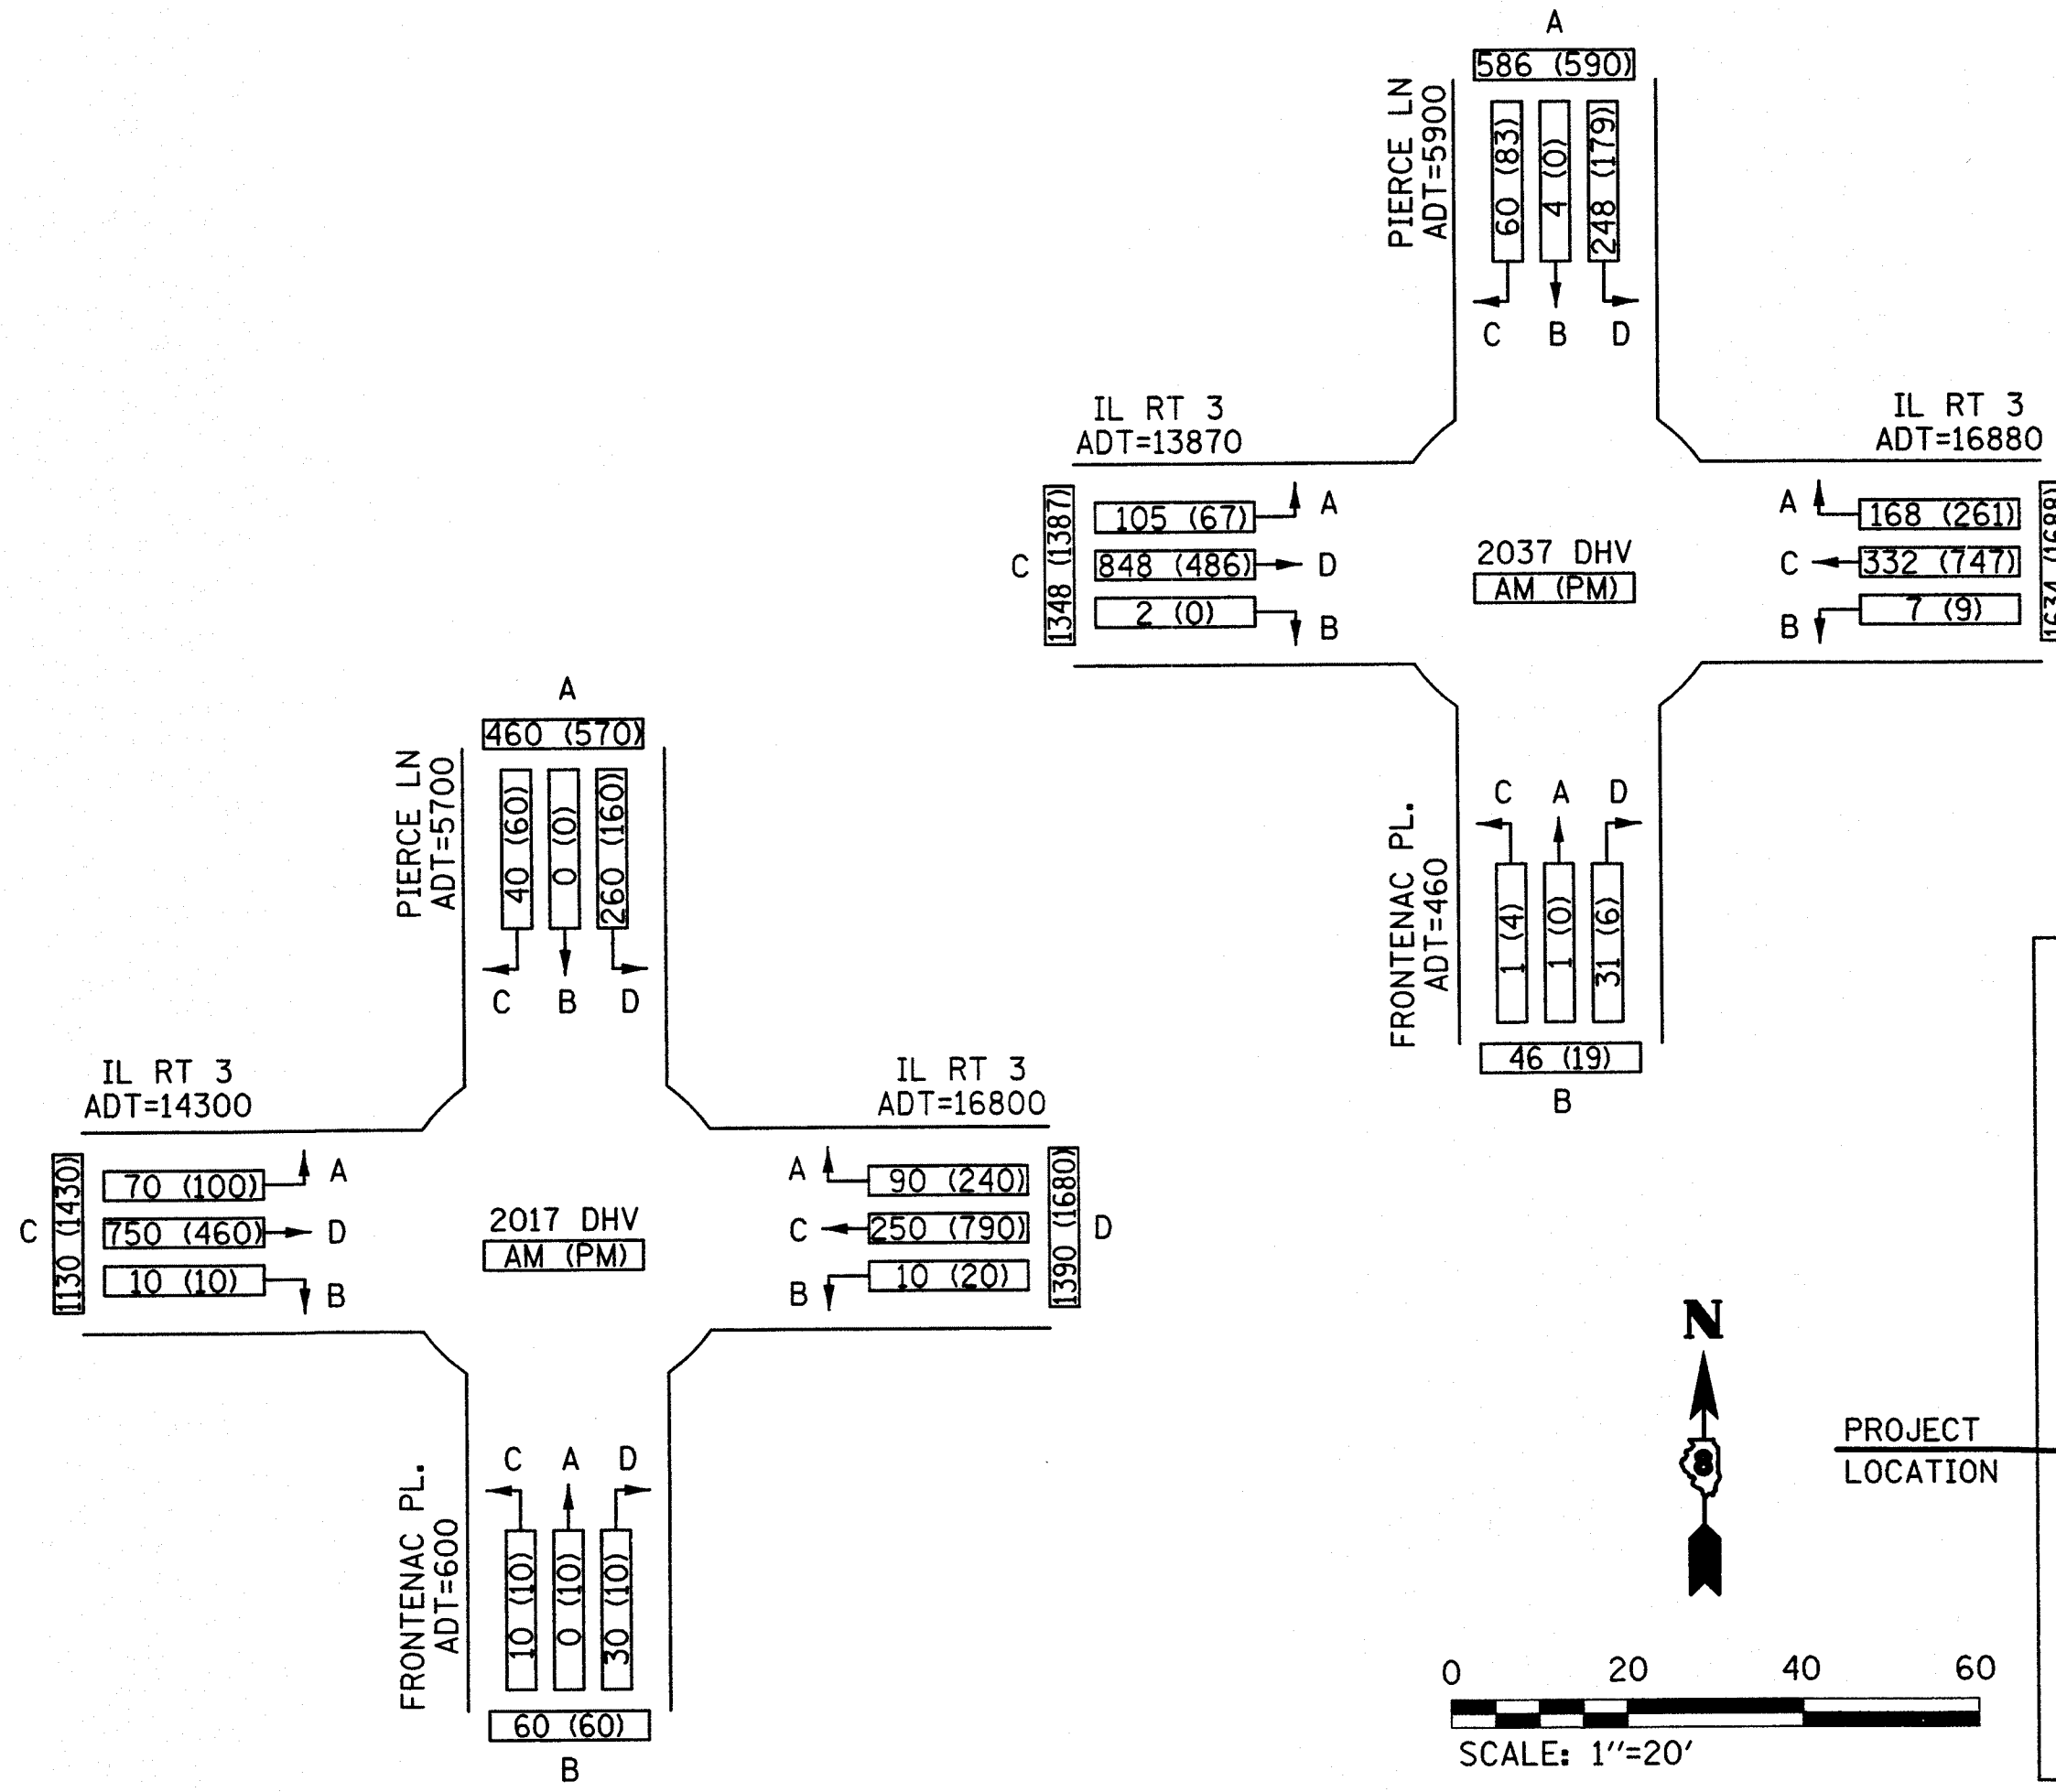 A
586 (590)
PIERCE LN
ADT=5900
60 (83)
4 (0)
248 (179)
C B D
IL RT 3
ADT=13870
IL RT 3
ADT=16880
C
1348 (1387)
105 (67) A
848 (486) D
2 (0) B
2037 DHV
AM (PM)
A 168 (261)
C 332 (747)
B 7 (9)
1634 (1688)
C A D
FRONTENAC PL.
ADT=460
1 (4)
1 (0)
31 (6)
46 (19)
B
A
460 (570)
PIERCE LN
ADT=5700
40 (60)
0 (0)
260 (160)
C B D
IL RT 3
ADT=14300
IL RT 3
ADT=16800
C
1130 (1430)
70 (100) A
750 (460) D
10 (10) B
2017 DHV
AM (PM)
A 90 (240)
C 250 (790)
B 10 (20)
1390 (1680)
D
C A D
FRONTENAC PL.
ADT=600
10 (10)
0 (10)
30 (10)
60 (60)
B
N
8
PROJECT
LOCATION
0 20 40 60
SCALE: 1''=20'